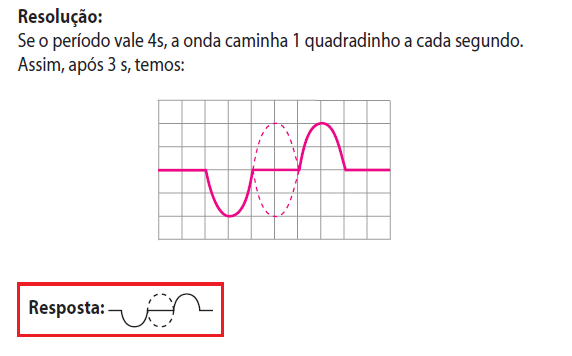 Resolução:
Se o período vale 4s, a onda caminha 1 quadradinho a cada segundo.
Assim, após 3 s, temos:
Resposta: